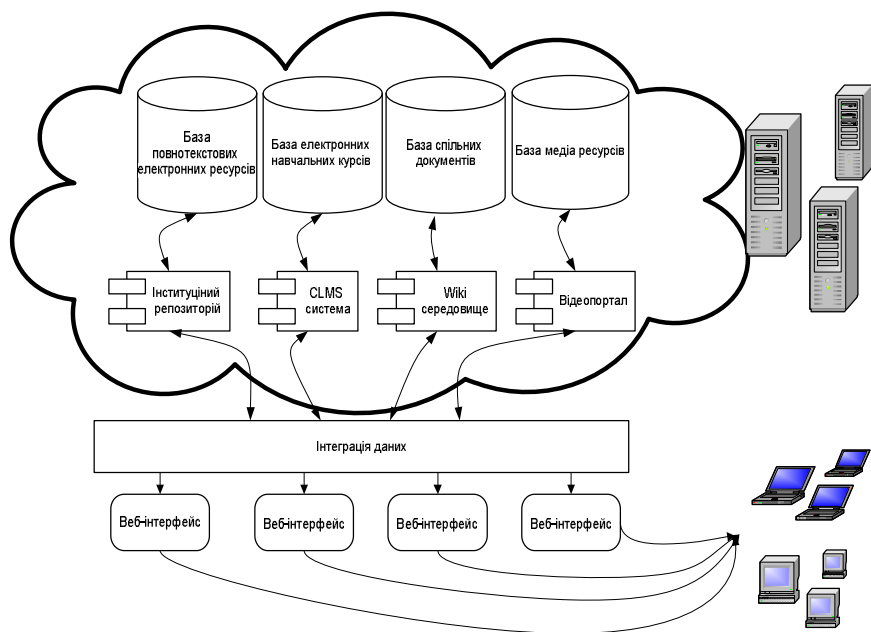 База
повнотекстових
електронних ресурсів
База електронних
навчальних курсів
База спільних
документів
База медіа ресурсів
Інституціний
репозиторій
CLMS
система
Wiki
середовище
Відеопортал
Інтеграція даних
Веб-інтерфейс
Веб-інтерфейс
Веб-інтерфейс
Веб-інтерфейс